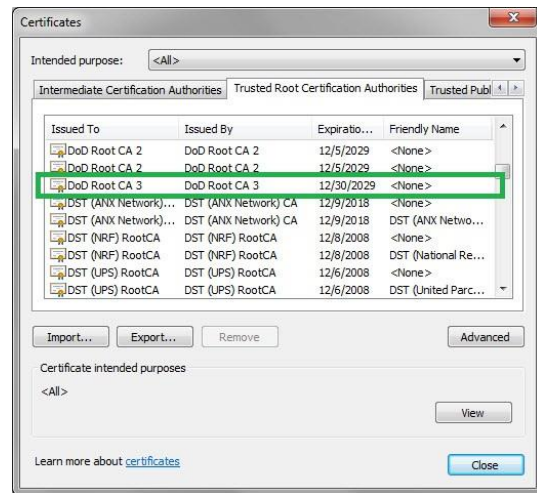 Certificates
Intended purpose: <All>
Intermediate Certification Authorities Trusted Root Certification Authorities Trusted Publ
Issued To Issued By Expiratio... Friendly Name
DoD Root CA 2 DoD Root CA 2 12/5/2029 <None>
DoD Root CA 2 DoD Root CA 2 12/5/2029 <None>
DoD Root CA 3 DoD Root CA 3 12/30/2029 <None>
DST (ANX Network)... DST (ANX Network) CA 12/9/2018 <None>
DST (ANX Network)... DST (ANX Network) CA 12/9/2018 DST (ANX Netwo...
DST (NRF) RootCA DST (NRF) RootCA 12/8/2008 <None>
DST (NRF) RootCA DST (NRF) RootCA 12/8/2008 DST (National Re...
DST (UPS) RootCA DST (UPS) RootCA 12/6/2008 <None>
DST (UPS) RootCA DST (UPS) RootCA 12/6/2008 DST (United Parc...
Import... Export... Remove Advanced
Certificate intended purposes
<All>
View
Learn more about certificates
Close